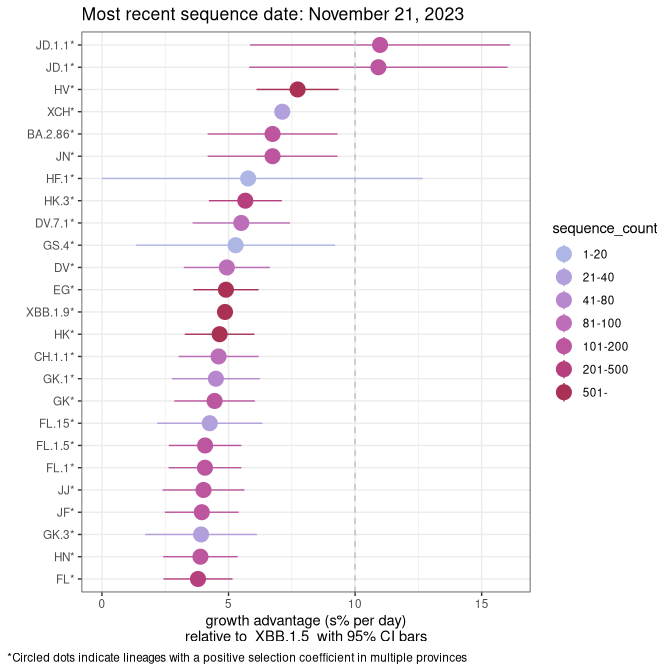 Most recent sequence date: November 21, 2023
JD.1.1*
JD.1*
HV*
XCH*
BA.2.86*
JN*
HF.1*
HK.3*
DV.7.1*
GS.4*
DV*
EG*
XBB.1.9*
HK*
CH.1.1*
GK.1*
GK*
FL.15*
FL.1.5*
FL.1*
JJ*
JF*
GK.3*
HN*
FL*
0 5 10 15
growth advantage (s% per day)
relative to XBB.1.5 with 95% CI bars
sequence_count
1-20
21-40
41-80
81-100
101-200
201-500
501-
*Circled dots indicate lineages with a positive selection coefficient in multiple provinces